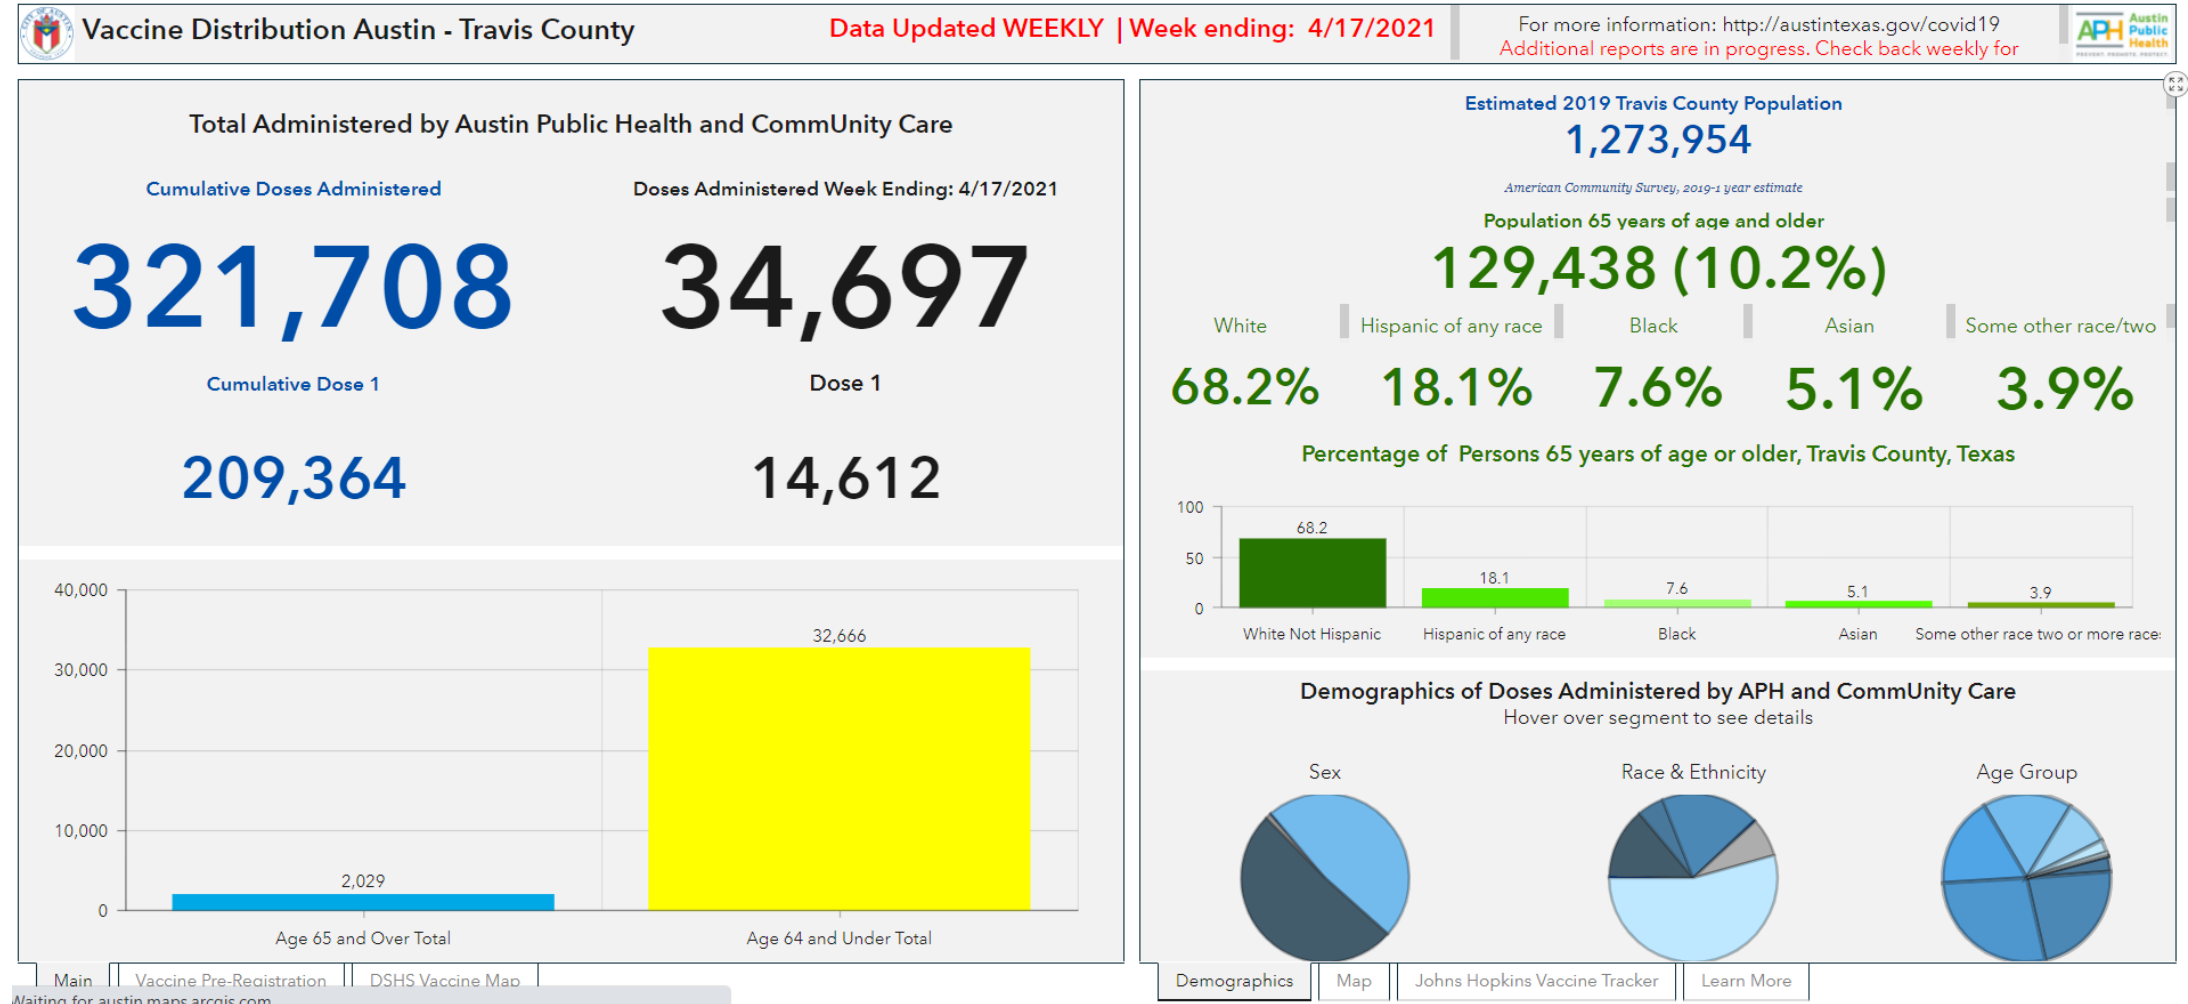 Vaccine Distribution Austin - Travis County
Data Updated WEEKLY | Week ending: 4/17/2021
For more information: http://austintexas.gov/covid19
Additional reports are in progress. Check back weekly for
APH Austin Public Health
PREVENT. PROMOTE. PROTECT.
Total Administered by Austin Public Health and CommUnity Care
Cumulative Doses Administered
321,708
Cumulative Dose 1
209,364
Doses Administered Week Ending: 4/17/2021
34,697
Dose 1
14,612
40,000
30,000
20,000
10,000
0
2,029
32,666
Age 65 and Over Total
Age 64 and Under Total
Main
Vaccine Pre-Registration
DSHS Vaccine Map
Waiting for austin.maps.arcgis.com
Estimated 2019 Travis County Population
1,273,954
American Community Survey, 2019-1 year estimate
Population 65 years of age and older
129,438 (10.2%)
White
Hispanic of any race
Black
Asian
Some other race/two
68.2%
18.1%
7.6%
5.1%
3.9%
Percentage of Persons 65 years of age or older, Travis County, Texas
100
50
0
68.2
18.1
7.6
5.1
3.9
White Not Hispanic
Hispanic of any race
Black
Asian
Some other race two or more race
Demographics of Doses Administered by APH and CommUnity Care
Hover over segment to see details
Sex
Race & Ethnicity
Age Group
Demographics
Map
Johns Hopkins Vaccine Tracker
Learn More